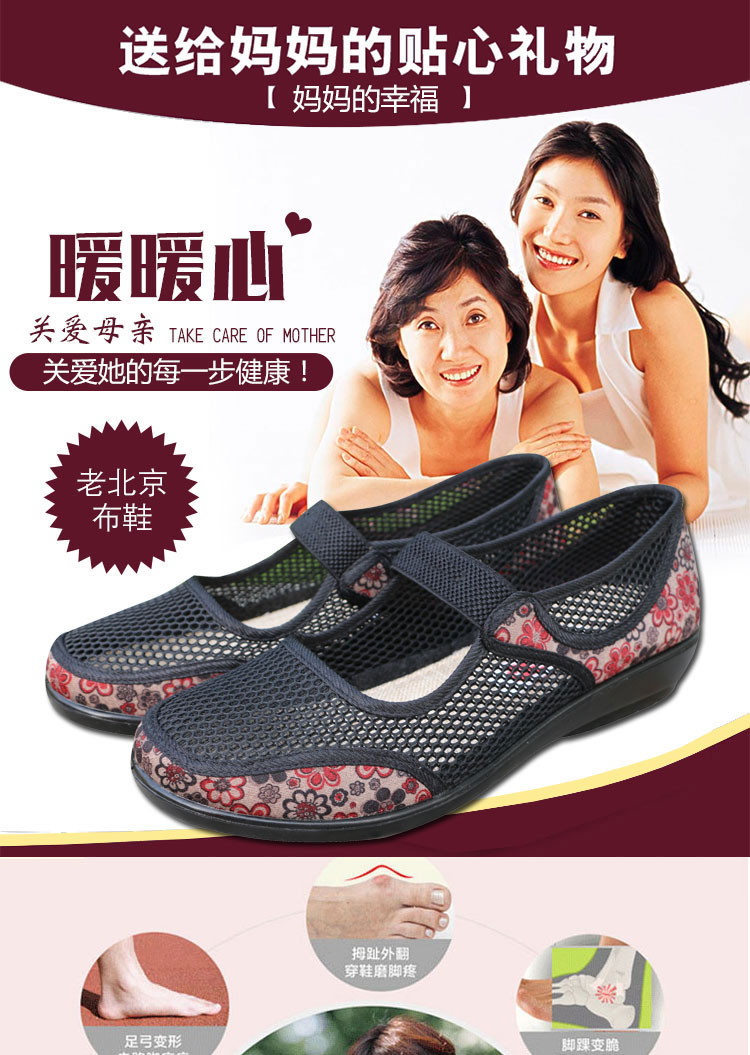 送给妈妈的贴心礼物
【 妈妈的幸福 】
暖暖心
关爱母亲 TAKE CARE OF MOTHER
关爱她的每一步健康！
老北京
布鞋
拇趾外翻
穿鞋磨脚疼
足弓变形
脚踝变脆